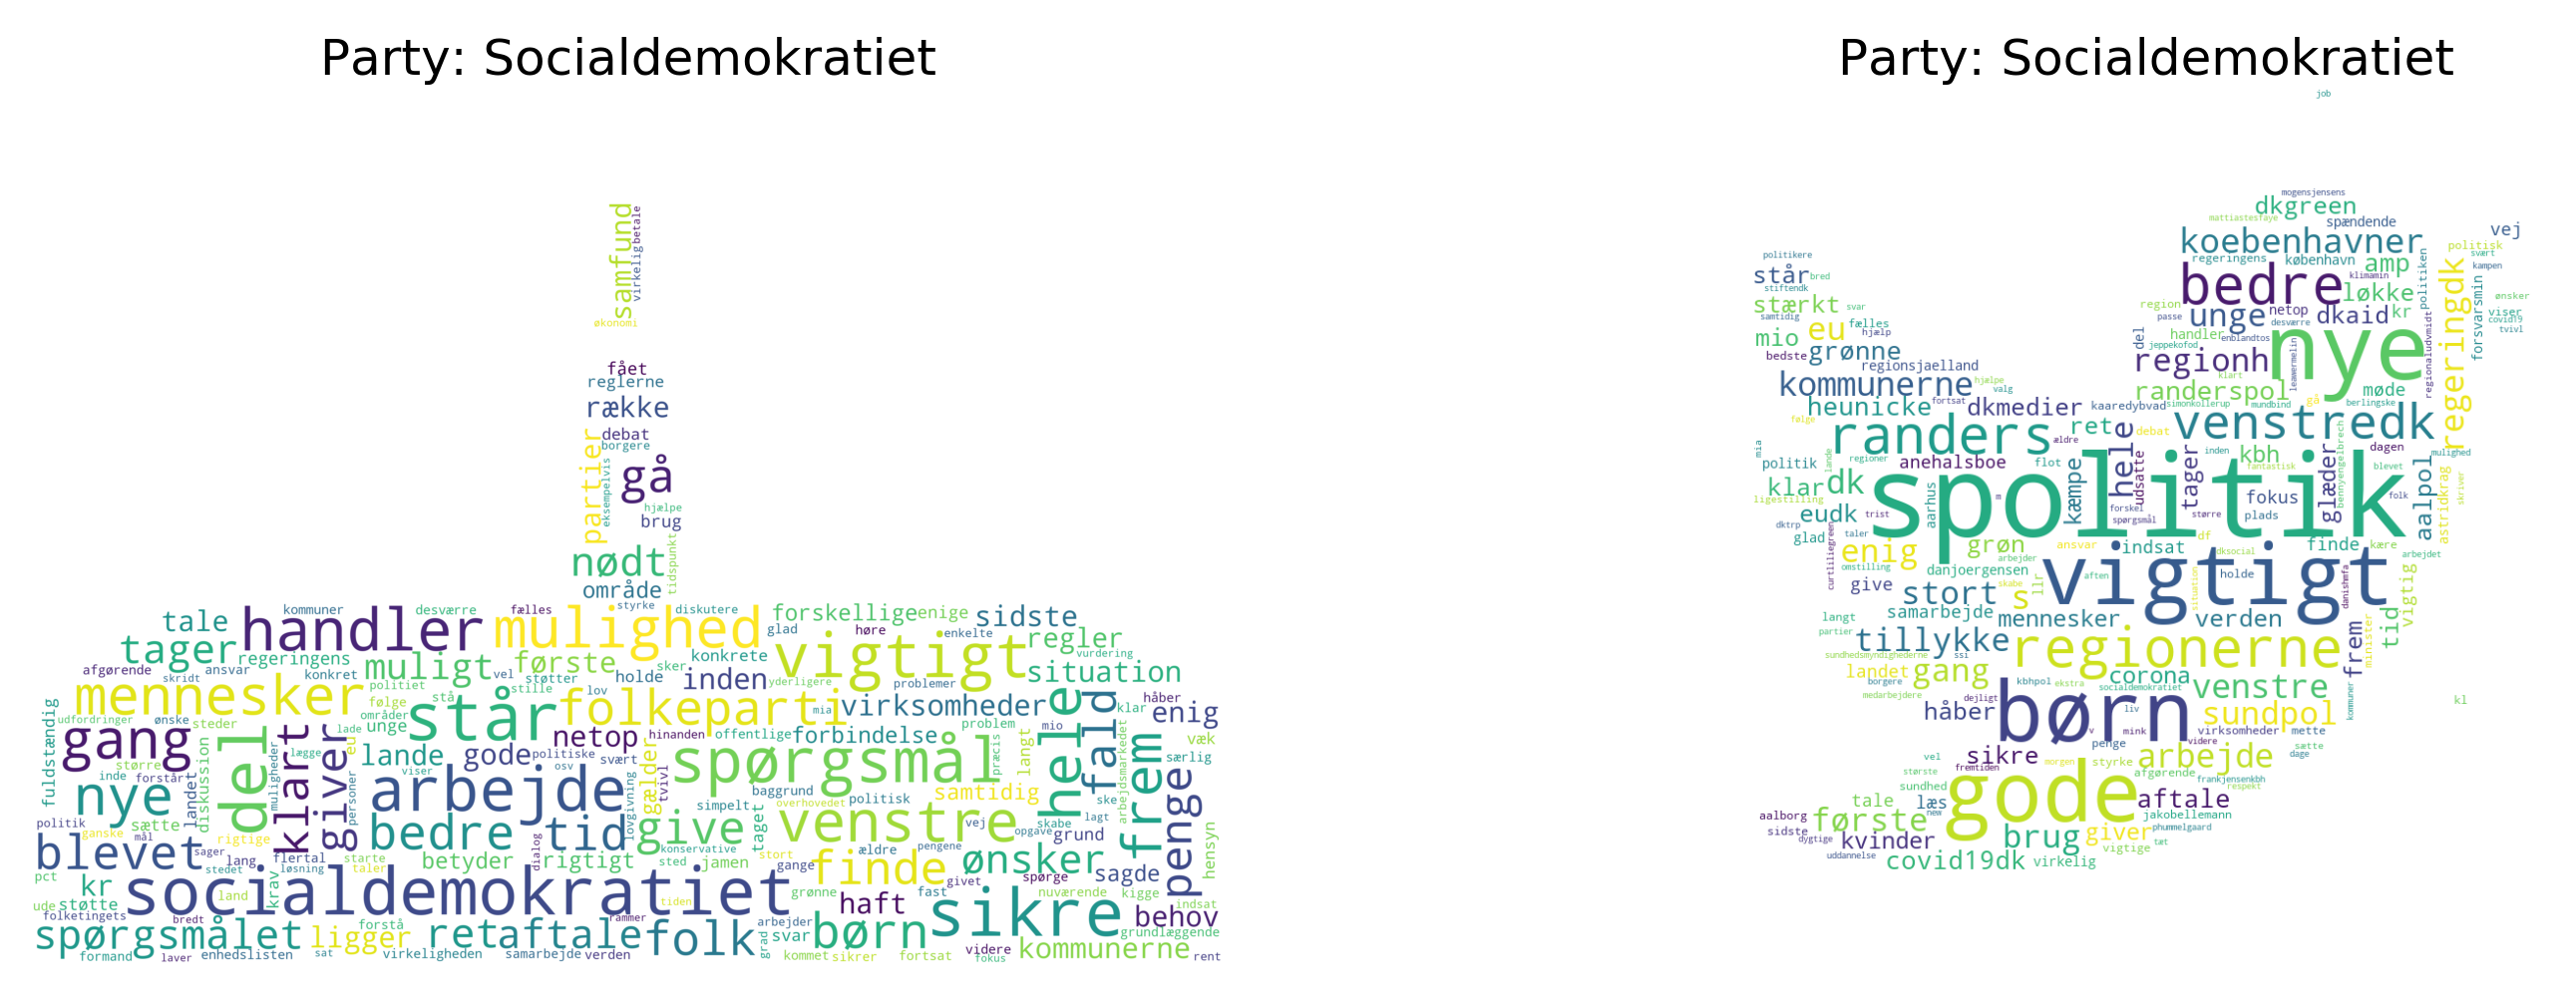 Party: Socialdemokratiet
samfund
virkelig betale
økonomi
fået
reglerne
række
debat
borgere
partier
eksempelvis
gå
hjælpe
brug
nødt
tidspunkt
område
tale
kommuner
desværre
fælles
styrke
diskutere
forskellige
enige
sidste
handler
mulighed
glad
høre
enkelte
regler
tager
regeringens
muligt
første
sker
konkrete
vigtigt
vurdering
situation
afgørende
skridt
ansvar
konkret
politiet
vel
støtter
holde
inden
yderligere
problemer
mennesker
følge
stå
stille
lov
folkeparti
mia
virksomheder
håber
klar
enig
udfordringer
ønske
steder
områder
står
problem
mio
fuldstændig
gang
lade
unge
netop
hinanden
offentlige
forbindelse
hele
fald
væk
del
klart
lægge
giver
eu
lande
gode
politiske
svært
spørgsmål
præcis
langt
særlig
større
inde
forstår
viser
osv
gælder
tvivl
baggrund
samtidig
arbejdsmarkedet
frem
penge
nye
landet
diskussion
muligheder
personer
arbejde
lovgivning
simpelt
overhovedet
politisk
ske
politik
sætte
bedre
tid
give
taget
venstre
vej
opgave
grund
lagt
ganske
mål
rigtige
blevet
sager
lang
flertal
starte
betyder
dialog
rigtigt
konservative
pengene
stort
ældre
ønsker
hensyn
stedet
løsning
taler
sted
jamen
gange
finde
givet
spørge
sagde
pct
kr
krav
socialdemokratiet
grønne
fast
nuværende
kigge
ude
støtte
land
tiden
haft
sikre
indsat
folketingets
bredt
forstå
rammer
arbejder
behov
spørgsmålet
ligger
ret
aftale
folk
grad
svar
børn
grundlæggende
formand
laver
enhedslisten
sat
virkeligheden
samarbejde
verden
kommet
sikrer
fortsat
videre
fokus
kommunerne
rent
Party: Socialdemokratiet
job
mogensjensens
dkgreen
mattiastesfaye
spændende
vej
koebenhavner
politisk
politikere
regeringens
københavn
amp
svært
kampen
står
bred
stiftendk
bedre
klimamin
løkke
politiken
regeringdk
forsvarsmin
ønsker
stærkt
svar
region
unge
netop
dkaid
kr
viser
samtidig
eu
fælles
hjælp
passe
desværre
covid19
tvivl
mio
del
handler
enblandtos
nye
bedste
grønne
jeppekofod
regionh
leawermelin
regionaludvmidt
regionsjaelland
klart
kommunerne
hjælpe
valg
randerspol
møde
heunicke
fortsat
dkmedier
kaaredybvad
simonkollerup
mundbind
gå
berlingske
følge
randers
ret
debat
venstredk
mia
ældre
hele
inden
kbh
dagen
mulighed
politik
lande
regioner
anehalsboe
flot
kæmpe
udsatte
tager
fantastisk
glæder
bennyengelbrech
blevet
aalpol
klar
dk
spolitik
aarhus
m
fokus
folk
astridkrag
skriver
ligestilling
eudk
trist
forskel
spørgsmål
større
plads
dktrp
glad
curtliliegreen
taler
enig
grøn
arbejder
ansvar
indsat
df
dksocial
finde
kære
arbejdet
omstilling
danjoergensen
vigtigt
aften
holde
danishmfa
vigtig
give
stort
skabe
s
llr
situation
langt
samarbejde
mennesker
verden
tid
partier
tillykke
regionerne
frem
minister
sundhedsmyndighederne
ssi
landet
gang
corona
borgere
kbhpol
ekstra
socialdemokratiet
venstre
medarbejdere
dejligt
liv
kommuner
kl
håber
børn
sundpol
v
mink
virksomheder
mette
sikre
penge
videre
arbejde
sætte
dage
vel
fremtiden
morgen
styrke
afgørende
største
sundhed
gode
frankjensenkbh
respekt
tale
læs
aftale
aalborg
første
nem
jakobellemann
sidste
dygtige
kvinder
brug
giver
phummelgaard
vigtige
tæt
uddannelse
covid19dk
virkelig